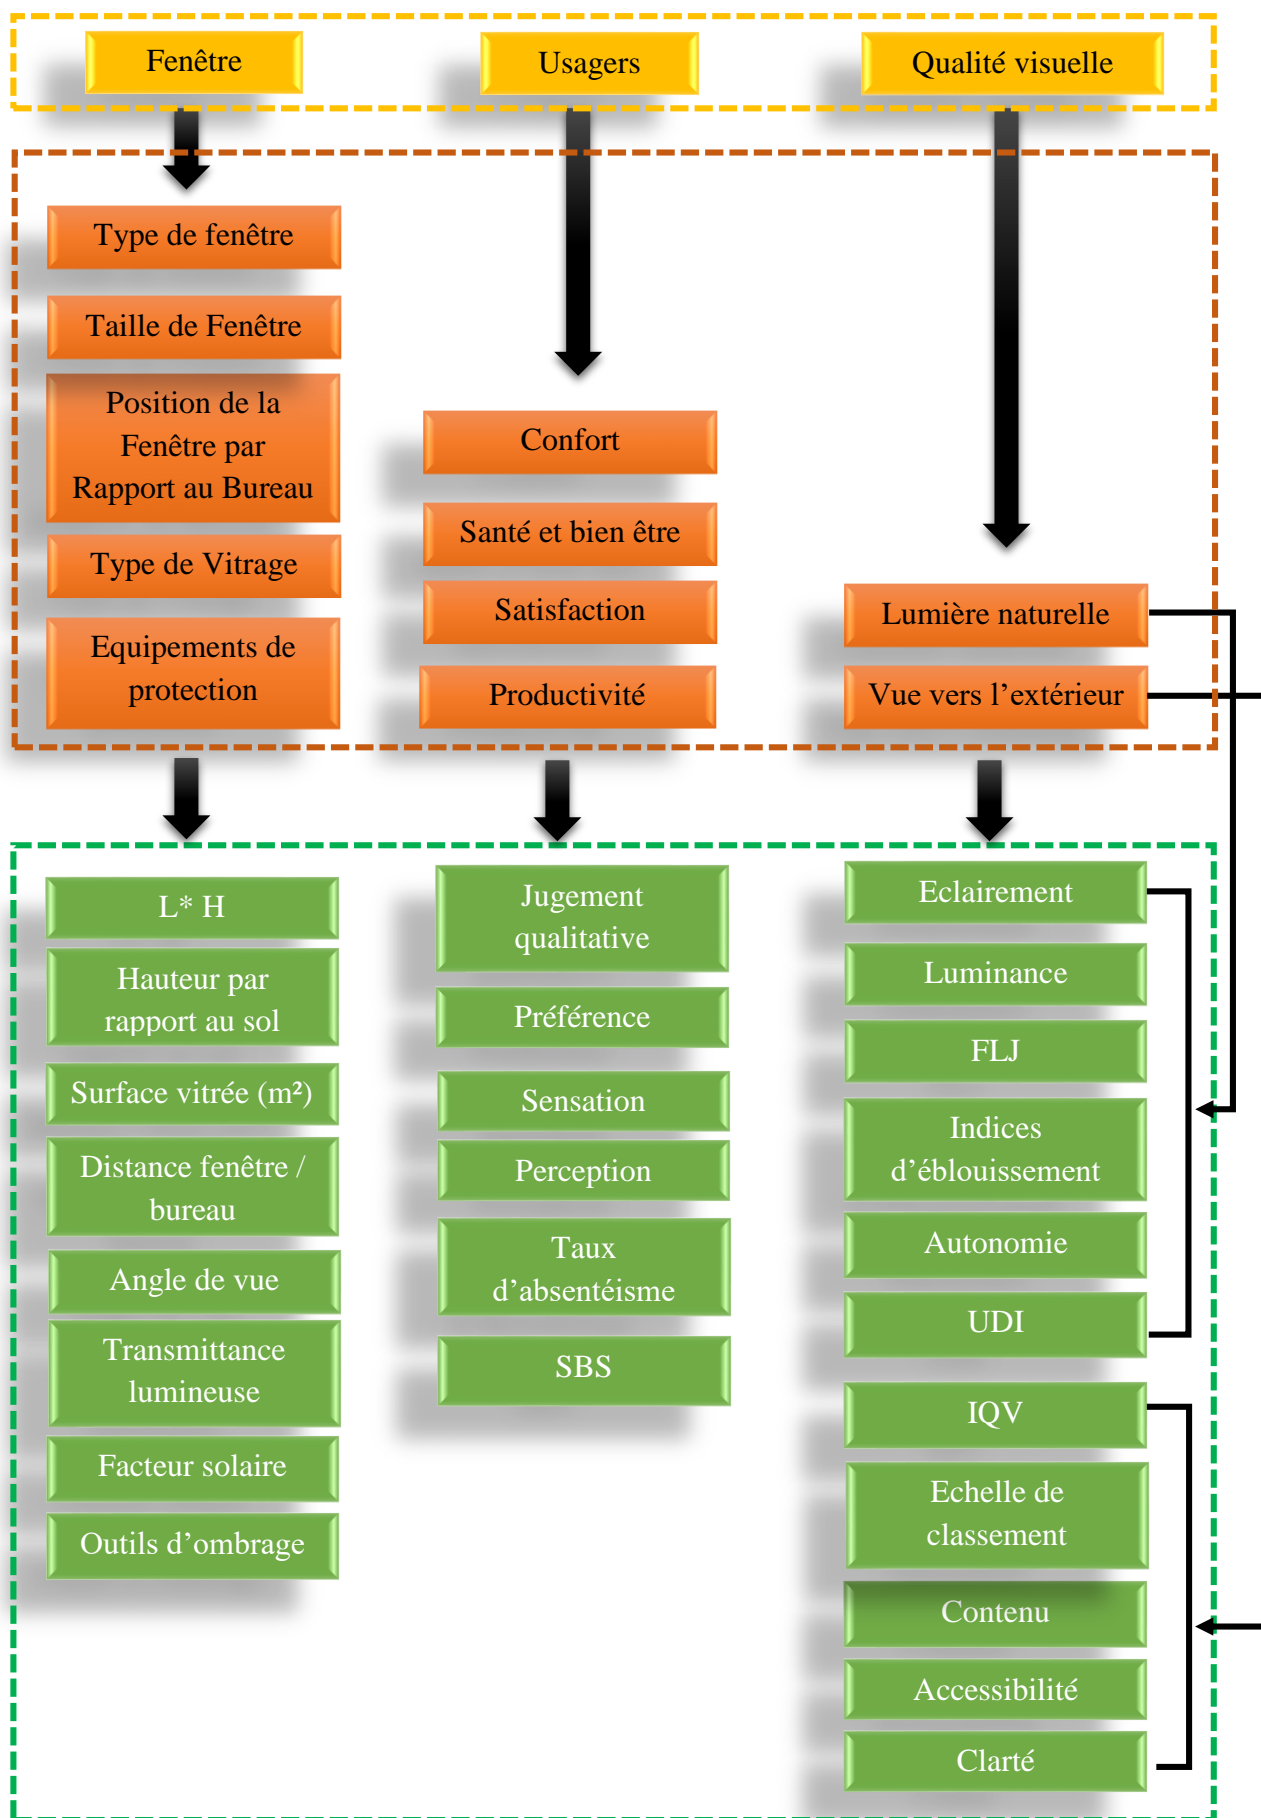 Fenêtre
Usagers
Qualité visuelle
Type de fenêtre
Taille de Fenêtre
Position de la
Fenêtre par
Rapport au Bureau
Type de Vitrage
Equipements de
protection
Confort
Santé et bien être
Satisfaction
Productivité
Lumière naturelle
Vue vers l’extérieur
L* H
Hauteur par
rapport au sol
Surface vitrée (m²)
Distance fenêtre /
bureau
Angle de vue
Transmittance
lumineuse
Facteur solaire
Outils d’ombrage
Jugement
qualitative
Préférence
Sensation
Perception
Taux
d’absentéisme
SBS
Eclairement
Luminance
FLJ
Indices
d’éblouissement
Autonomie
UDI
IQV
Echelle de
classement
Contenu
Accessibilité
Clarté